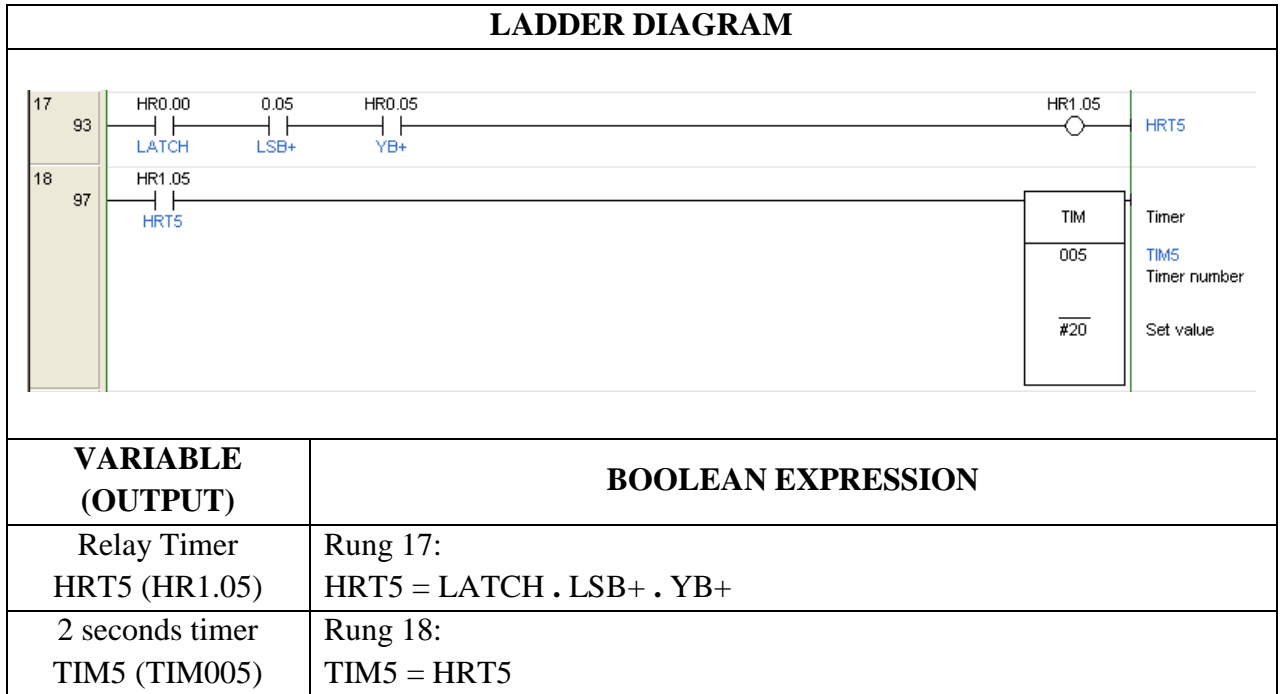 LADDER DIAGRAM
17 HR0.00 0.05 HR0.05 HR1.05
93 HRT5
LATCH LSB+ YB+
18 HR1.05
97 TIM Timer
HRT5
005 TIM5
Timer number
#20 Set value
VARIABLE
(OUTPUT)
BOOLEAN EXPRESSION
Relay Timer
HRT5 (HR1.05)
Rung 17:
HRT5 = LATCH . LSB+ . YB+
2 seconds timer
TIM5 (TIM005)
Rung 18:
TIM5 = HRT5